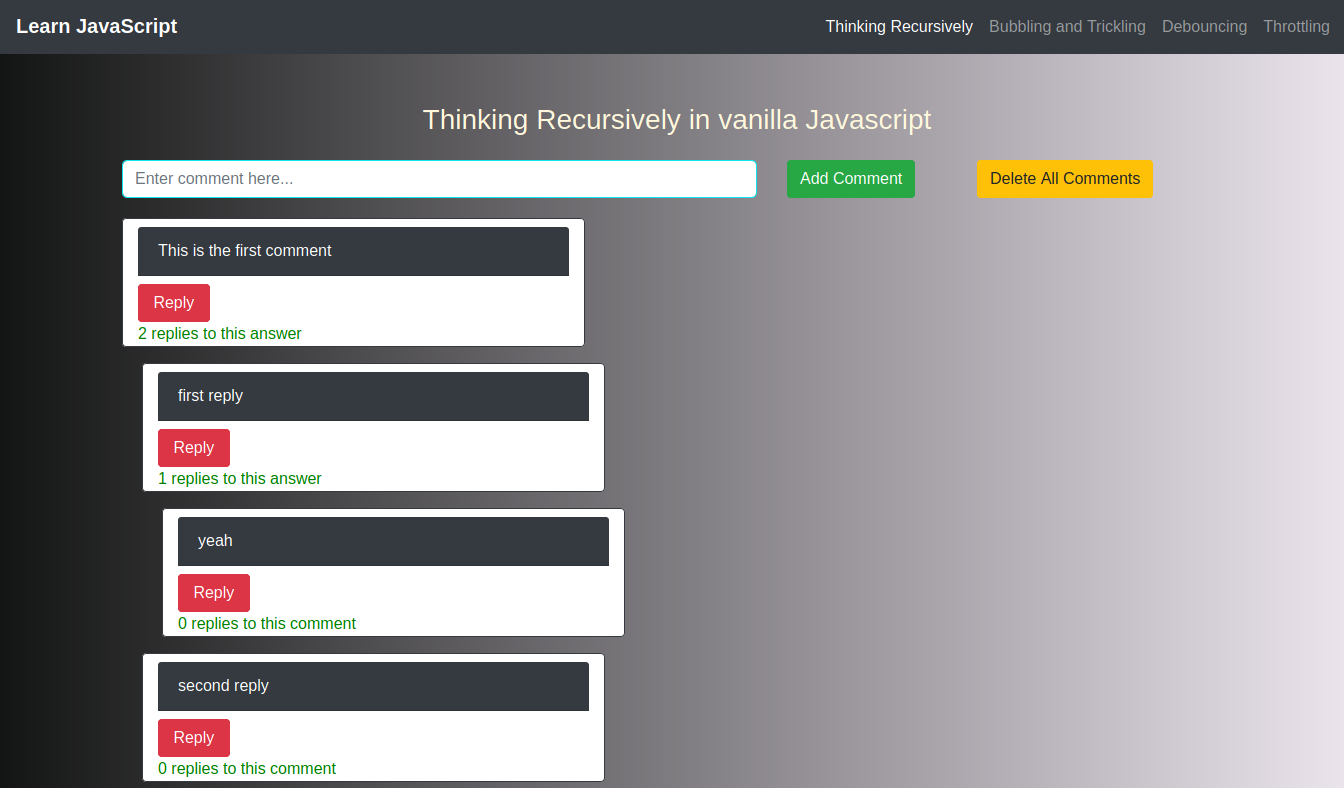 Learn JavaScript
Thinking Recursively Bubbling and Trickling Debouncing Throttling
Thinking Recursively in vanilla Javascript
Enter comment here... Add Comment Delete All Comments
This is the first comment
Reply
2 replies to this answer
first reply
Reply
1 replies to this answer
yeah
Reply
0 replies to this comment
second reply
Reply
0 replies to this comment